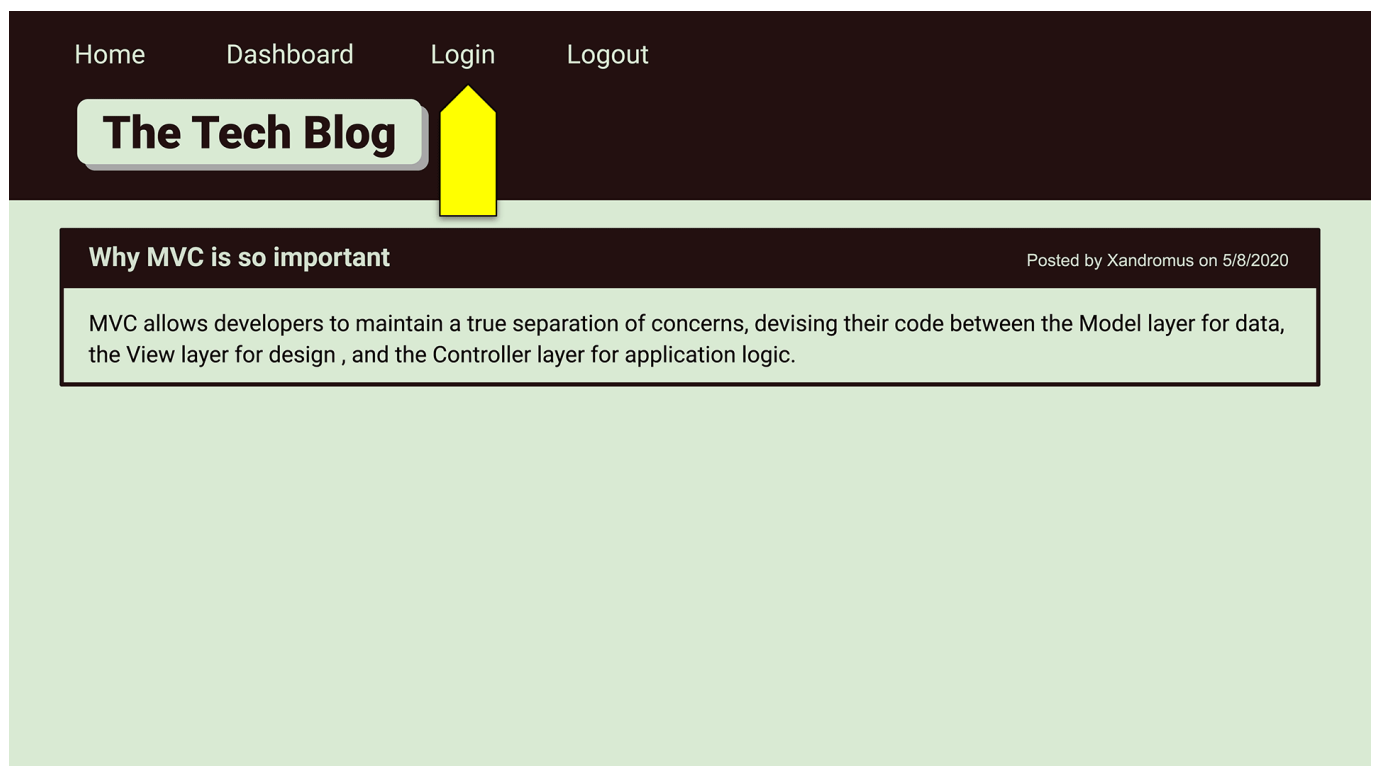 Home Dashboard Login Logout
The Tech Blog
Why MVC is so important Posted by Xandromus on 5/8/2020
MVC allows developers to maintain a true separation of concerns, devising their code between the Model layer for data,
the View layer for design , and the Controller layer for application logic.